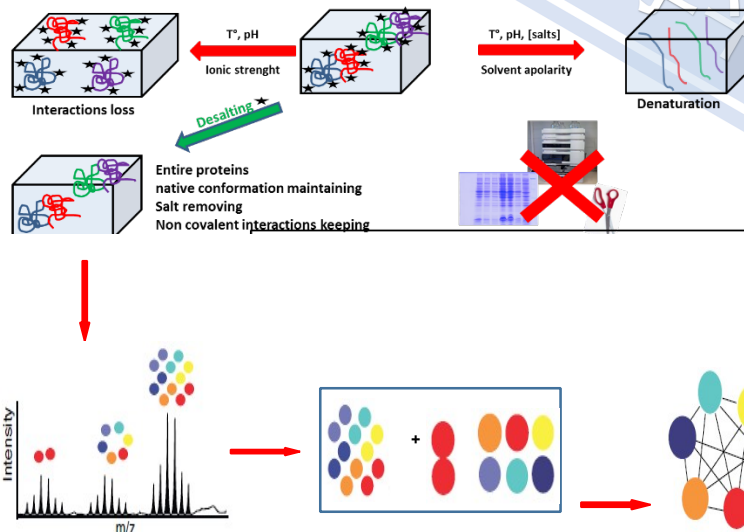 T°, pH
Ionic strenght
T°, pH, [salts]
Solvent apolarity
Interactions loss
Denaturation
Desalting
Entire proteins
native conformation maintaining
Salt removing
Non covalent interactions keeping
Intensity
m/z
+